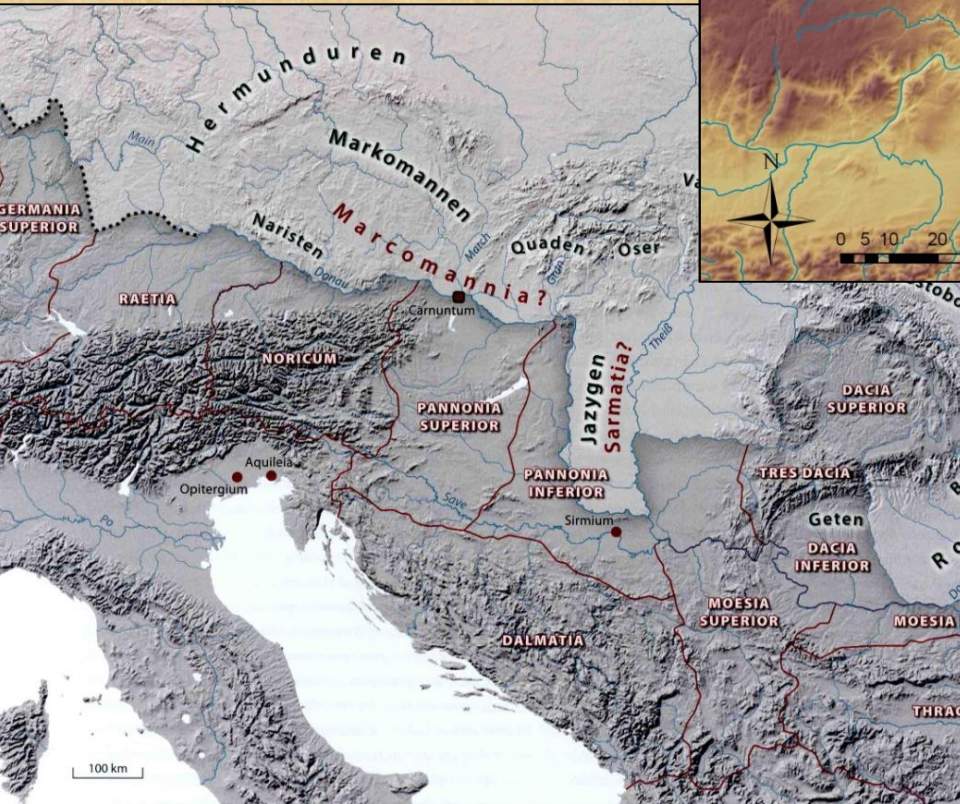 Hermunduren
Main
Markomannen
N
0 5 10 20
GERMANIA
SUPERIOR
Naristen
Marcomannia?
March
Quaden
Oser
Gran
Donau
RAETIA
Carnuntum
NORICUM
Theiß
Jazygen
Sarmatia?
DACIA
SUPERIOR
PANNONIA
SUPERIOR
Aquileia
Opitergium
PANNONIA
INFERIOR
TRES DACIA
Save
Po
Sirmium
Geten
DACIA
INFERIOR
MOESIA
SUPERIOR
MOESIA
DALMATIA
100 km